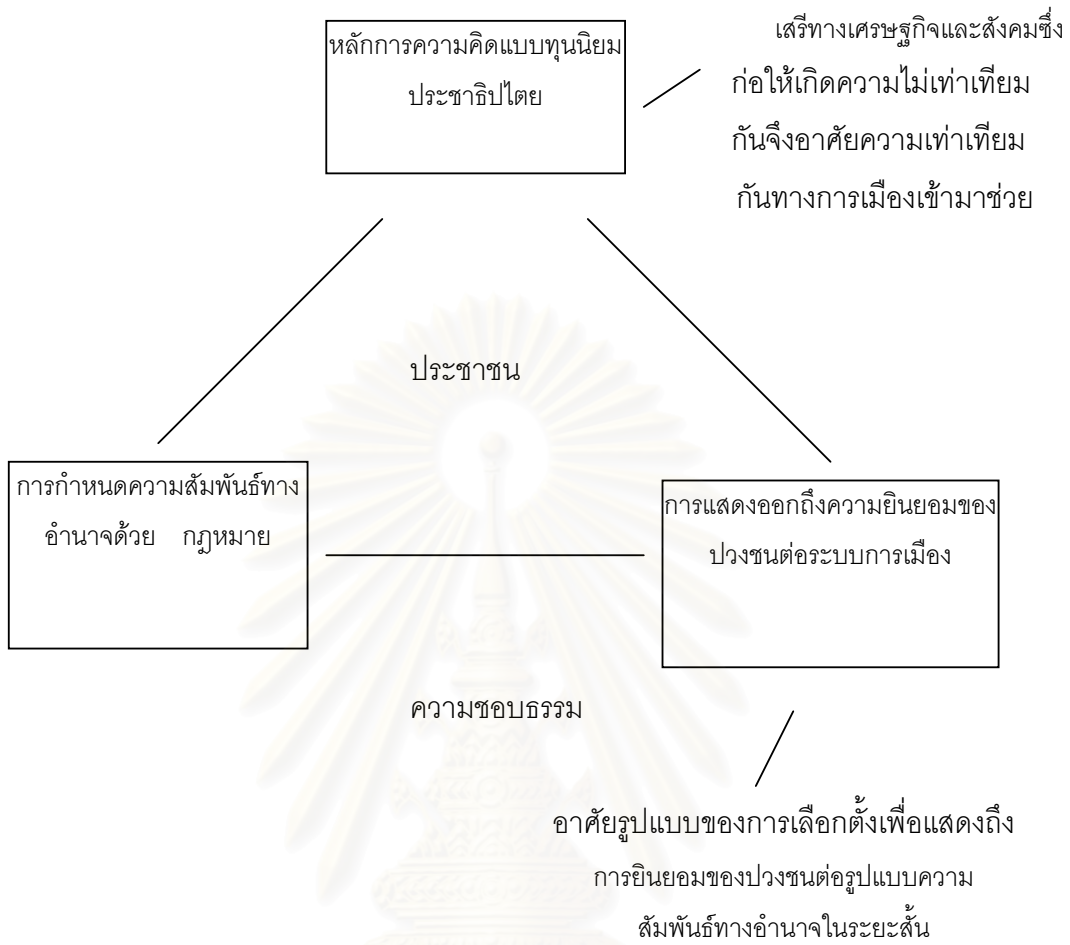 หลักการความคิดแบบทุนนิยม
ประชาธิปไตย
เสรีทางเศรษฐกิจและสังคมซึ่ง
ก่อให้เกิดความไม่เท่าเทียม
กันจึงอาศัยความเท่าเทียม
กันทางการเมืองเข้ามาช่วย
ประชาชน
การกำหนดความสัมพันธ์ทาง
อำนาจด้วย กฎหมาย
การแสดงออกถึงความยินยอมของ
ปวงชนต่อระบบการเมือง
ความชอบธรรม
อาศัยรูปแบบของการเลือกตั้งเพื่อแสดงถึง
การยินยอมของปวงชนต่อรูปแบบความ
สัมพันธ์ทางอำนาจในระยะสั้น